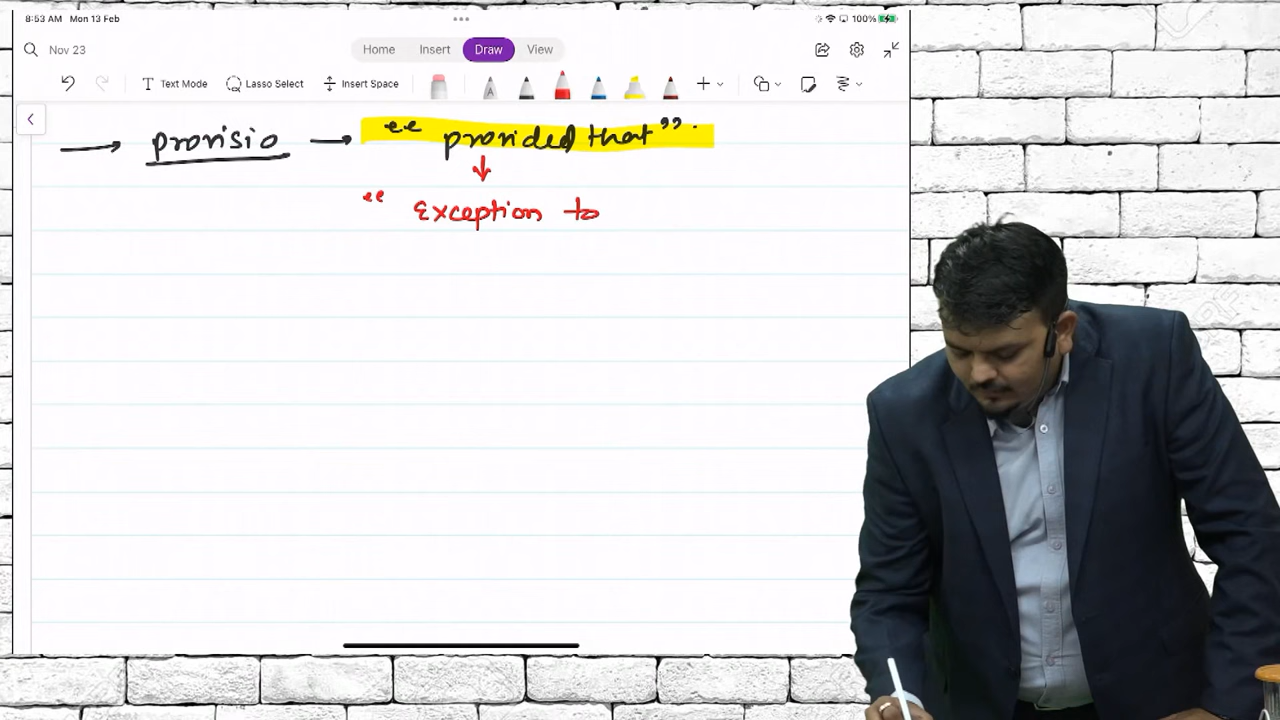 8:53 AM Mon 13 Feb
100%
Nov 23
Home Insert Draw View
Text Mode Lasso Select Insert Space
→ provisio → “ provided that”.
↓
“ Exception to